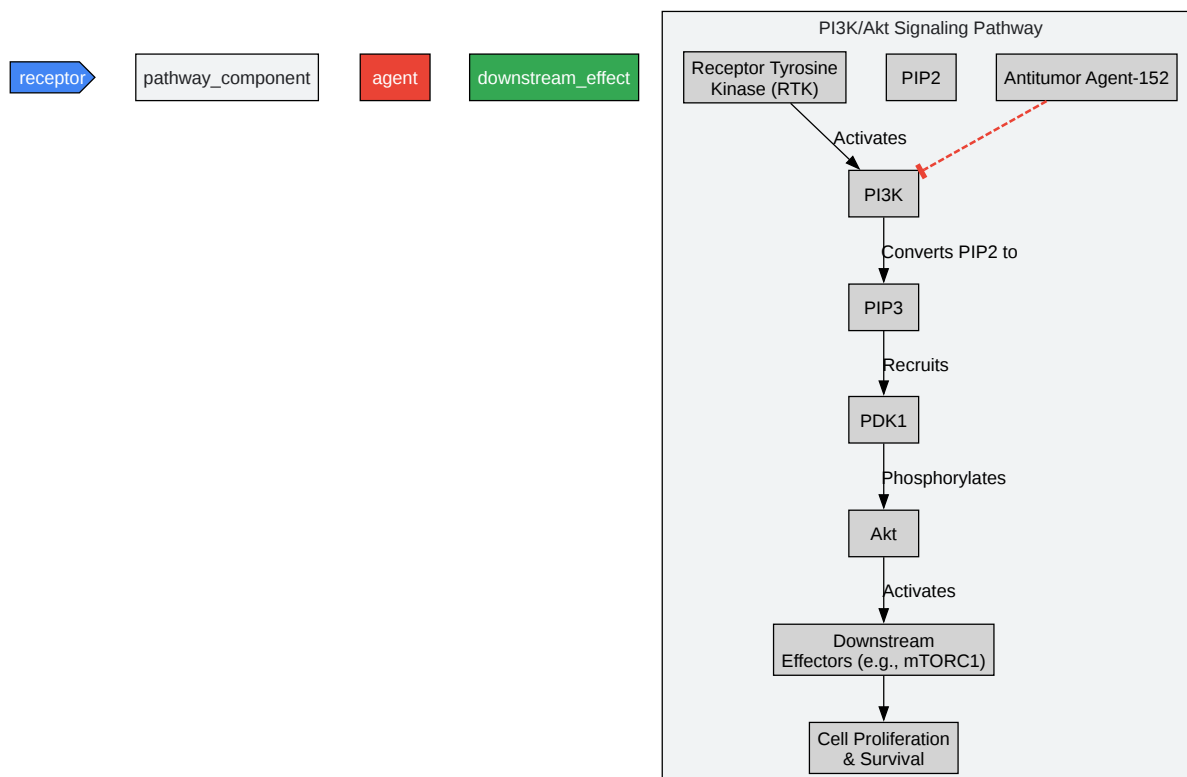 PI3K/Akt Signaling Pathway
receptor
pathway_component
agent
downstream_effect
Receptor Tyrosine
Kinase (RTK)
PIP2
Antitumor Agent-152
Activates
PI3K
Converts PIP2 to
PIP3
Recruits
PDK1
Phosphorylates
Akt
Activates
Downstream
Effectors (e.g., mTORC1)
Cell Proliferation
& Survival